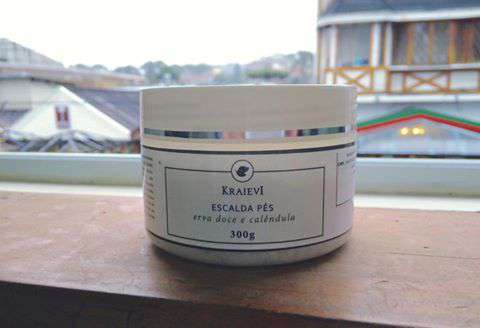 KRAIEVI
ESCALDA PÉS
erva doce e calêndula
300g